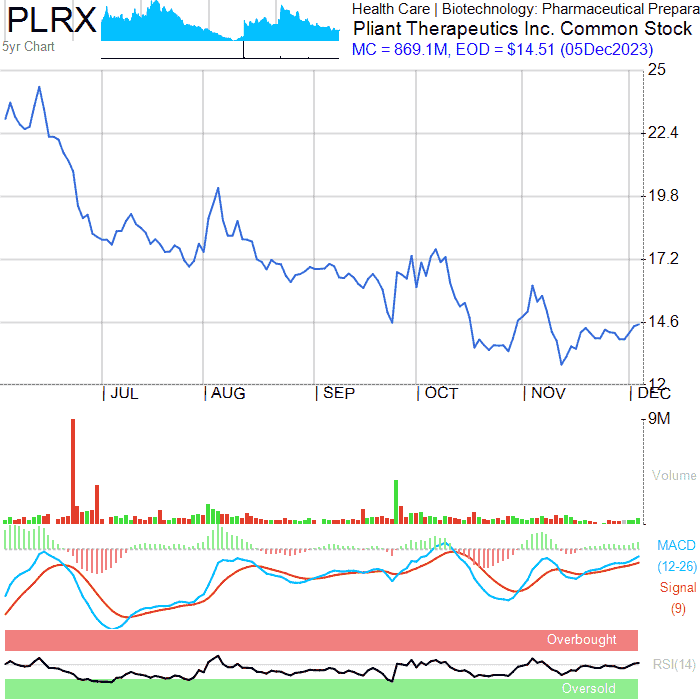 PLRX
5yr Chart
Health Care | Biotechnology: Pharmaceutical Prepara
Pliant Therapeutics Inc. Common Stock
MC = 869.1M, EOD = $14.51 (05Dec2023)
25
22.4
19.8
17.2
14.6
12
JUL
AUG
SEP
OCT
NOV
DEC
9M
Volume
MACD
(12-26)
Signal
(9)
Overbought
RSI(14)
Oversold